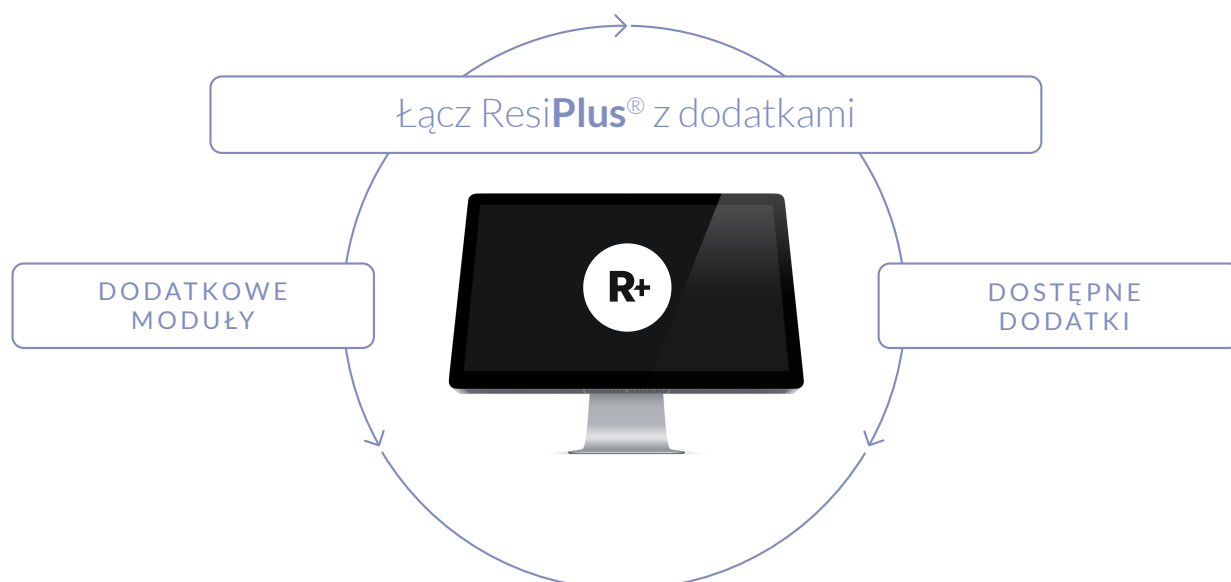 Łącz ResiPlus® z dodatkami
R+
DODATKOWE
MODUŁY
DOSTĘPNE
DODATKI